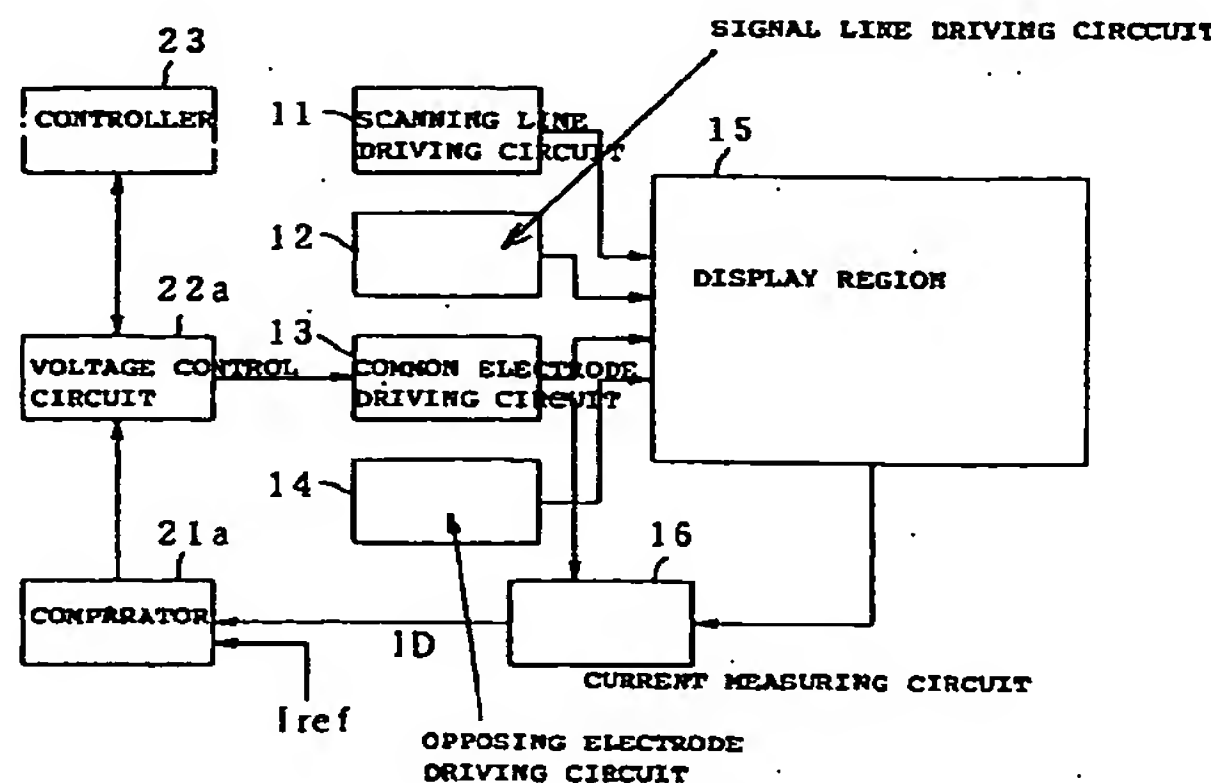 SIGNAL LINE DRIVING CIRCCUIT
23
CONTROLLER
11
SCANNING LINE
DRIVING CIRCUIT
15
12
DISPLAY REGION
22a
VOLTAGE CONTROL
CIRCUIT
13
COMMON ELECTRODE
DRIVING CIRCUIT
14
21a
16
COMPARATOR
ID
CURRENT MEASURING CIRCUIT
Iref
OPPOSING ELECTRODE
DRIVING CIRCUIT